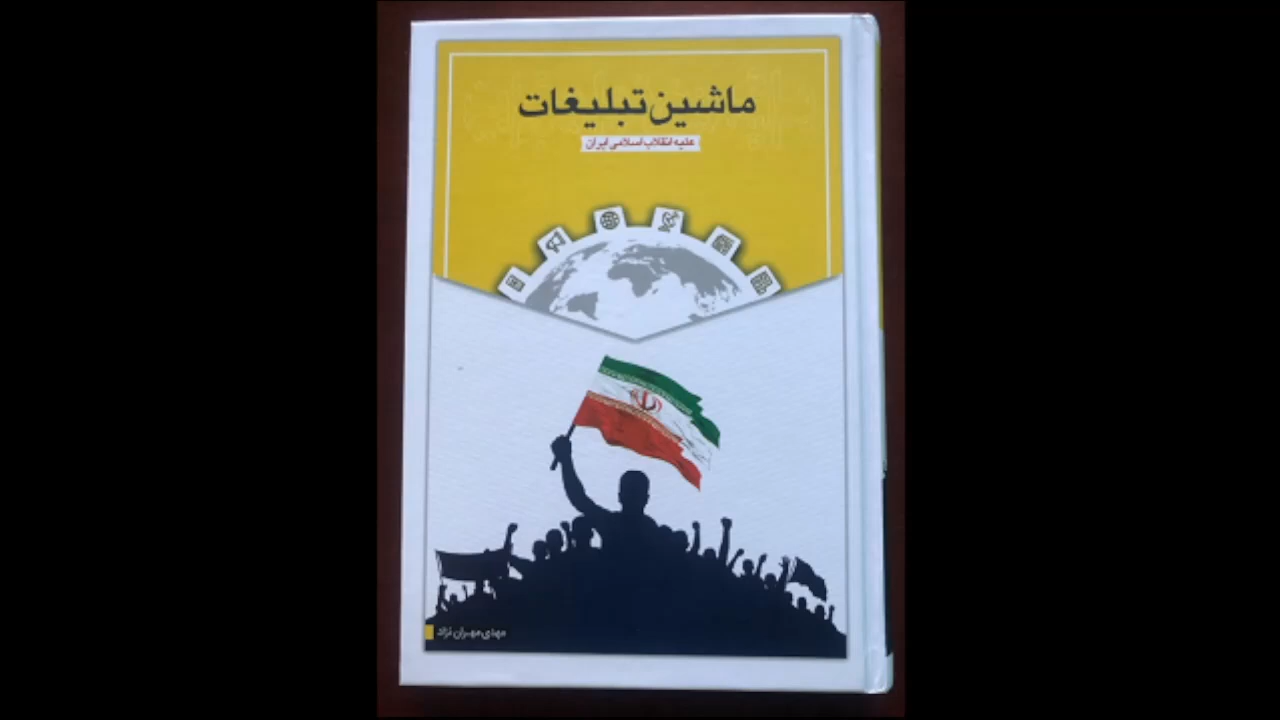 ماشین تبلیغات
علیه انقلاب اسلامی ایران
مهدی مهران نژاد